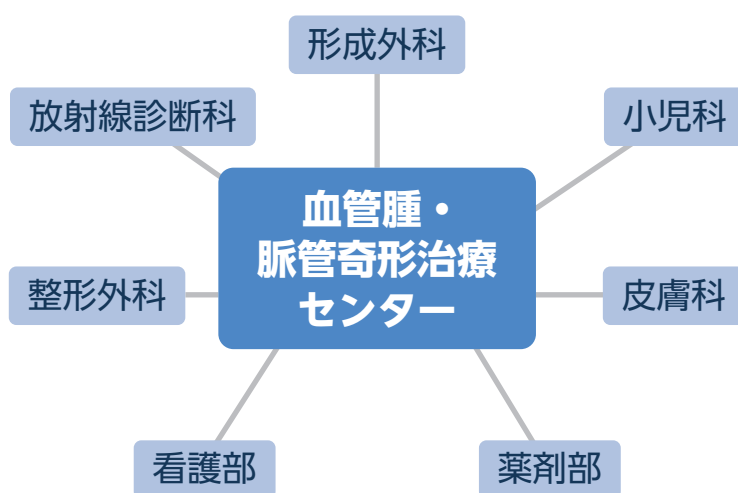 形成外科
放射線診断科
小児科
血管腫・
脈管奇形治療
センター
整形外科
皮膚科
看護部
薬剤部